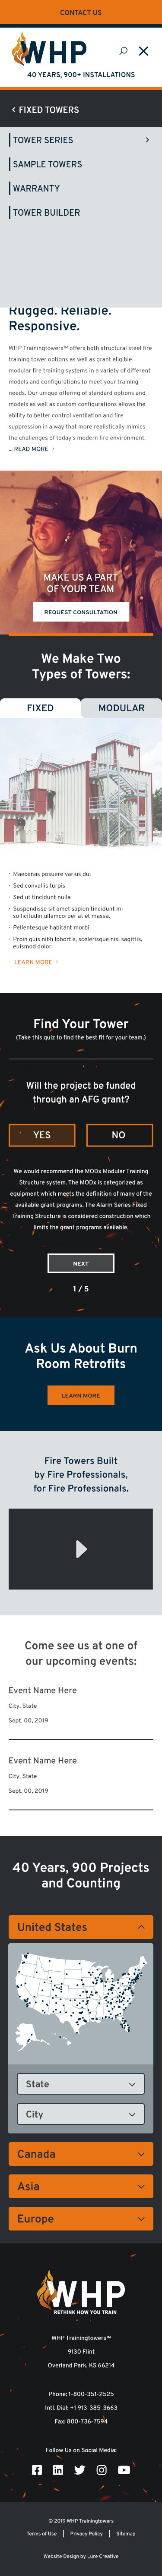 CONTACT US
WHP
40 YEARS, 900+ INSTALLATIONS
FIXED TOWERS
TOWER SERIES
SAMPLE TOWERS
WARRANTY
TOWER BUILDER
Rugged. Reliable.
Responsive.
WHP Trainingtowers™ offers both structural steel fire
training tower options as well as grant eligible
modular fire training systems in a variety of different
models and configurations to meet your training
needs. Our unique offering of standard options and
as well as custom configurations allows the
ability to better control ventilation and fire
suppression in a way that more realistically mimics
the challenges of today's modern fire environment.
... READ MORE
MAKE US A PART
OF YOUR TEAM
REQUEST CONSULTATION
We Make Two
Types of Towers:
FIXED MODULAR
· Maecenas posuere varius dui
· Sed convallis turpis
· Sed ut tincidunt nulla
· Suspendisse sit amet sapien tincidunt mi
sollicitudin ullamcorper at et massa.
· Pellentesque habitant morbi
· Proin quis nibh lobortis, scelerisque nisi sagittis,
euismod dolor.
LEARN MORE
Find Your Tower
(Take this quiz to find the best fit for your team.)
Will the project be funded
through an AFG grant?
YES NO
We would recommend the MODx Modular Training
Structure system. The MODx is categorized as
equipment which meets the definition of many of the
available grant programs. The Alarm Series Fixed
Training Structure is considered construction which
limits the grant programs available.
NEXT
1 / 5
Ask Us About Burn
Room Retrofits
LEARN MORE
Fire Towers Built
by Fire Professionals,
for Fire Professionals.
Come see us at one of
our upcoming events:
Event Name Here
City, State
Sept. 00, 2019
Event Name Here
City, State
Sept. 00, 2019
40 Years, 900 Projects
and Counting
United States
State
City
Canada
Asia
Europe
WHP
RETHINK HOW YOU TRAIN
WHP Trainingtowers™
9130 Flint
Overland Park, KS 66214
Phone: 1-800-351-2525
Intl. Dial: +1 913-385-3663
Fax: 800-736-7594
Follow Us on Social Media:
© 2019 WHP Trainingtowers
Terms of Use | Privacy Policy | Sitemap
Website Design by Lure Creative